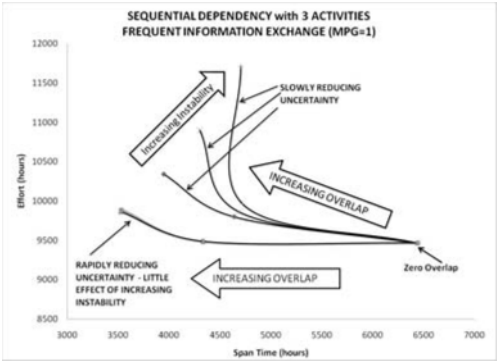 SEQUENTIAL DEPENDENCY with 3 ACTIVITIES
FREQUENT INFORMATION EXCHANGE (MPG=1)
12000
11500
11000
10500
10000
9500
9000
8500
Effort (hours)
Increasing Instability
SLOWLY REDUCING
UNCERTAINTY
INCREASING OVERLAP
Zero Overlap
RAPIDLY REDUCING
UNCERTAINTY - LITTLE
EFFECT OF INCREASING
INSTABILITY
INCREASING OVERLAP
3000 3500 4000 4500 5000 5500 6000 6500 7000
Span Time (hours)